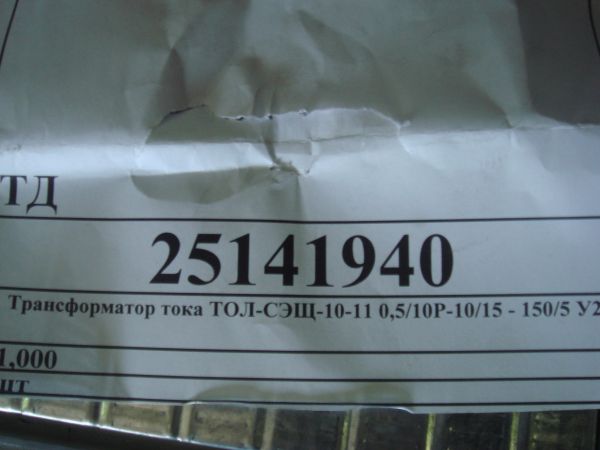 ТД
25141940
Трансформатор тока ТОЛ-СЭЩ-10-11 0,5/10Р-10/15 - 150/5 У2
1,000
шт